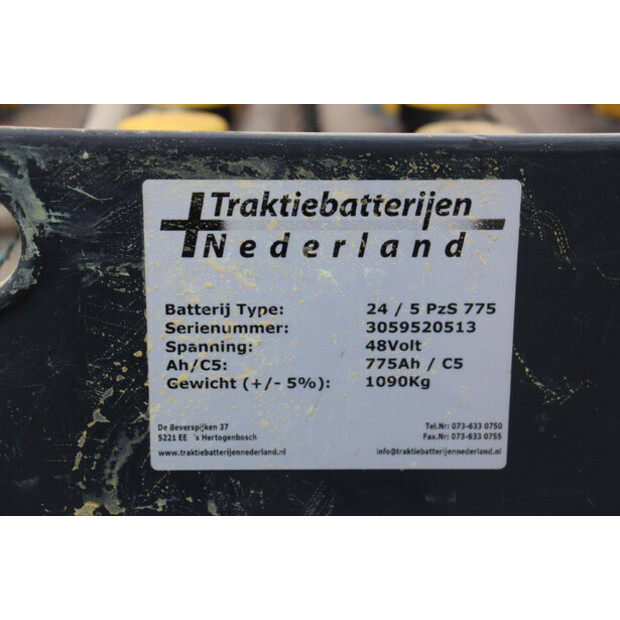 Traktiebatterijen
Nederland
Batterij Type: 24 / 5 PzS 775
Serienummer: 3059520513
Spanning: 48Volt
Ah/C5: 775Ah / C5
Gewicht (+/- 5%): 1090Kg
De Beverspijken 37 Tel.Nr: 073-633 0750
5221 EE 's Hertogenbosch Fax.Nr: 073-633 0755
www.traktiebatterijennederland.nl info@traktiebatterijennederland.nl